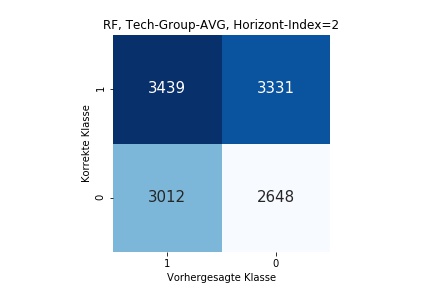 RF, Tech-Group-AVG, Horizont-Index=2
Korrekte Klasse
1
3439
3331
0
3012
2648
1
0
Vorhergesagte Klasse